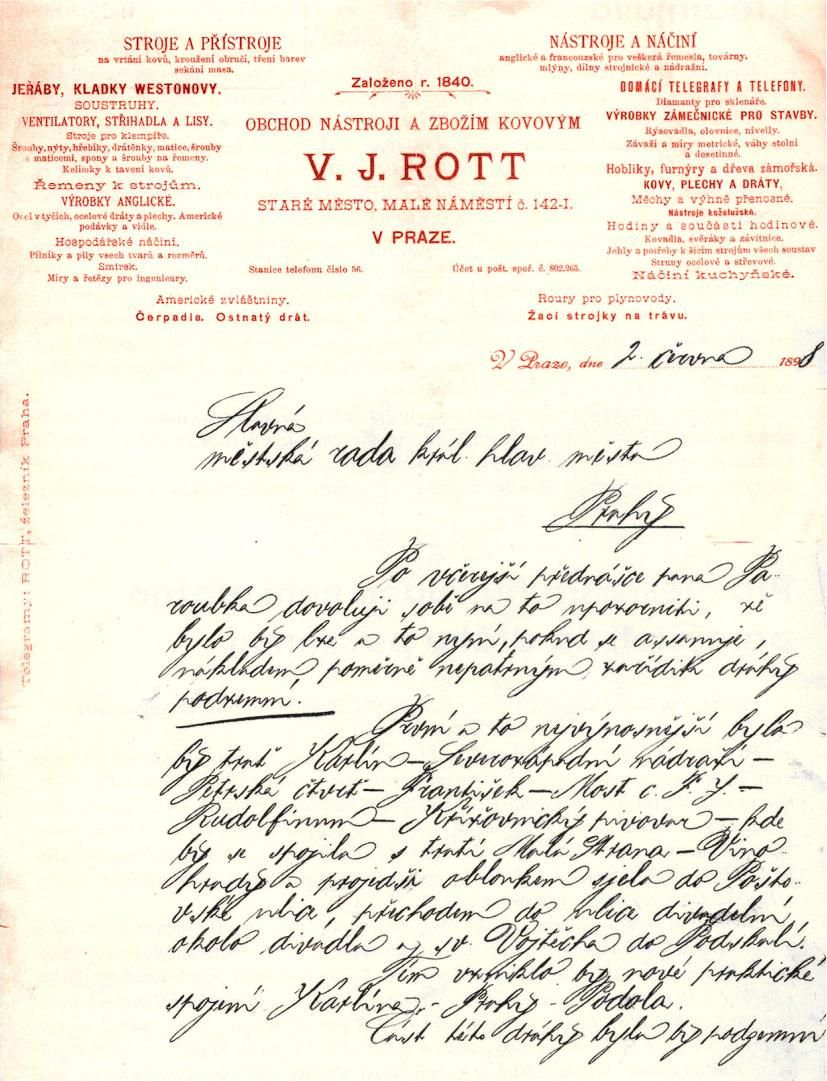 STROJE A PŘÍSTROJE
na vrtání kovů, kroužení obručí, tření barev
sekání masa.
JEŘÁBY, KLADKY WESTONOVY.
SOUSTRUHY.
VENTILATORY, STŘIHADLA A LISY.
Stroje pro klempíře.
Šrouby, nýty, hřebíky, drátěnky, matice, šrouby
s maticemi, spony a šrouby na řemeny.
Kelímky k tavení kovů.
Řemeny k strojům.
VÝROBKY ANGLICKÉ.
Ocel v tyčích, ocelové dráty a plechy. Americké
podávky a vidle.
Hospodářské náčiní.
Pilníky a pily všech tvarů a rozměrů.
Smirek.
Míry a řetězy pro ingenieury.
Americké zvláštniny.
Čerpadla. Ostnatý drát.
Založeno r. 1840.
OBCHOD NÁSTROJI A ZBOŽÍM KOVOVÝM
V. J. ROTT
STARÉ MĚSTO, MALÉ NÁMĚSTÍ č. 142-I.
V PRAZE.
Stanice telefonu číslo 56.
Účet u pošt. spoř. č. 802.265.
NÁSTROJE A NÁČINÍ
anglické a francouzské pro veškerá řemesla, továrny,
mlýny, dílny strojnické a nádražní.
DOMÁCÍ TELEGRAFY A TELEFONY.
Diamanty pro sklenáře.
VÝROBKY ZÁMEČNICKÉ PRO STAVBY.
Rýsovadla, olovnice, nivelly.
Závaží a míry metrické, váhy stolní
a desetinné.
Hoblíky, furnýry a dřeva zámořská.
KOVY, PLECHY A DRÁTY,
Měchy a výhně přenosné.
Nástroje koželužské.
Hodiny a součásti hodinové.
Kovadla, svěráky a závitnice.
Jehly a potřeby k šicím strojům všech soustav
Struny ocelové a střevové.
Náčiní kuchyňské.
Roury pro plynovody.
Žací strojky na trávu.
V Praze, dne 2. června 1898
Telegramy: ROTT, železník Praha.
Slavná
městská rada král. hlav. města
Prahy
Po včerejší přednášce pana Pa-
roubka dovoluji sobě na to upozorniti, že
bylo by lze a to nyní, pokud se assanuje,
nákladem poměrně nepatrným zaříditi dráhy
podzemní.
První a to nejvýnosnější byla
by trať Karlín – Severozápadní nádraží –
Petrská čtvrť – František – Most c. F. J. –
Rudolfinum – Křížovnický pivovar – kde
by se spojila s tratí Malá Strana – Vino-
hrady a projedši obloukem sjela do Pošto-
vské ulice, přechodem do ulice divadelní
okolo divadla a sv. Vojtěcha do Podskalí.
Tím vzniklo by nové praktické
spojení Karlína – Prahy – Podola.
Část této dráhy byla by podzemní